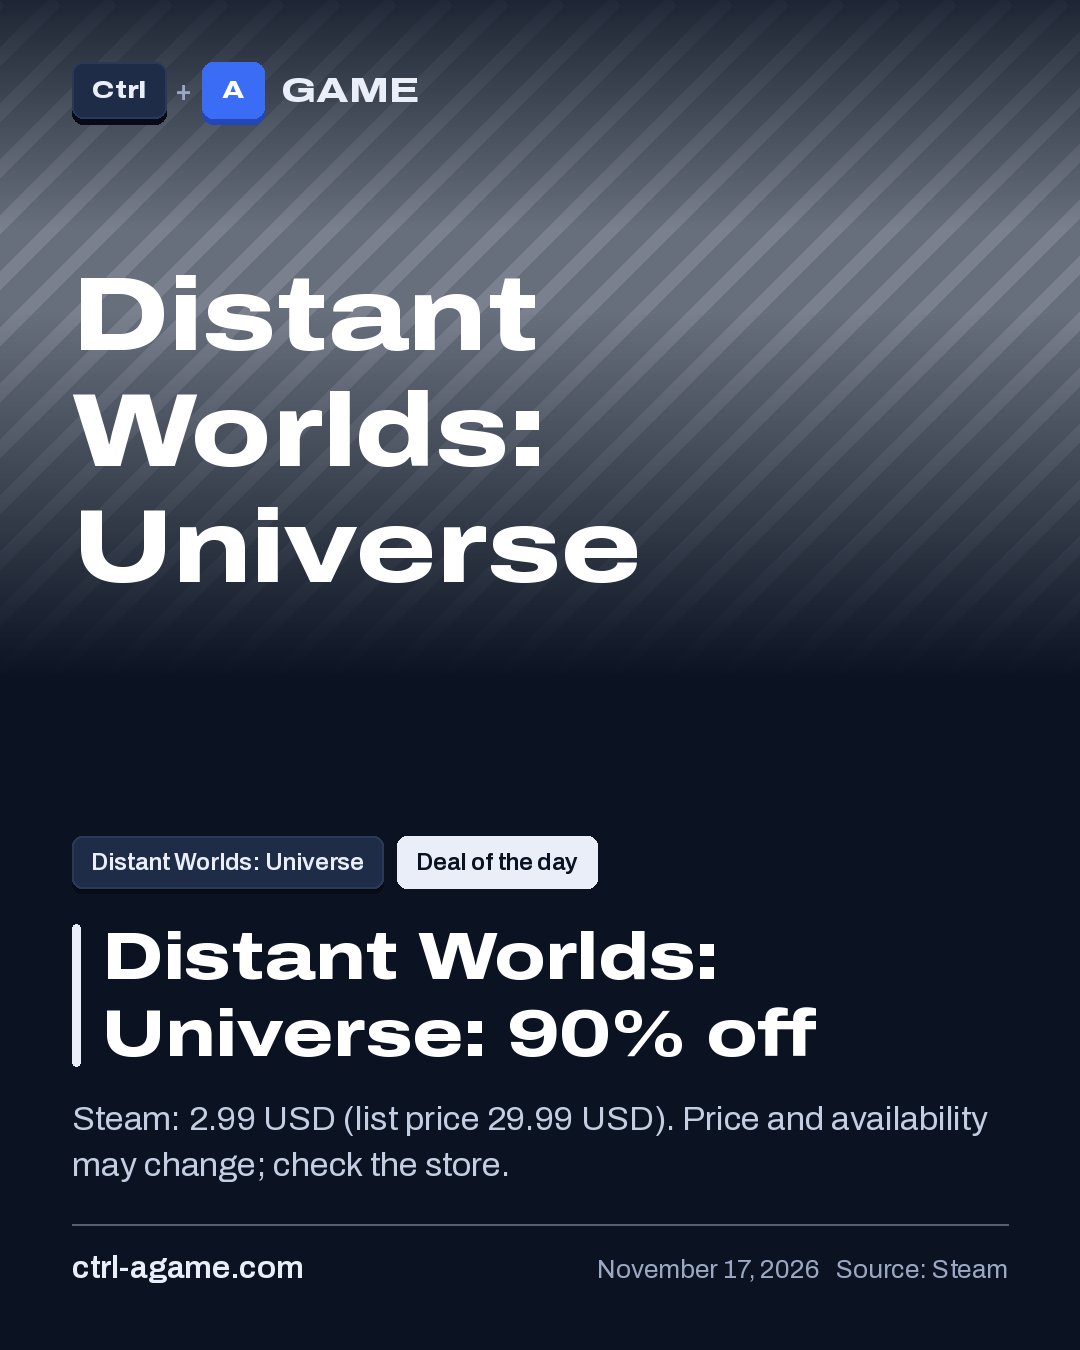 Ctrl + A GAME
Distant
Worlds:
Universe
Distant Worlds: Universe
Deal of the day
Distant Worlds:
Universe: 90% off
Steam: 2.99 USD (list price 29.99 USD). Price and availability
may change; check the store.
ctrl-agame.com
November 17, 2026 Source: Steam